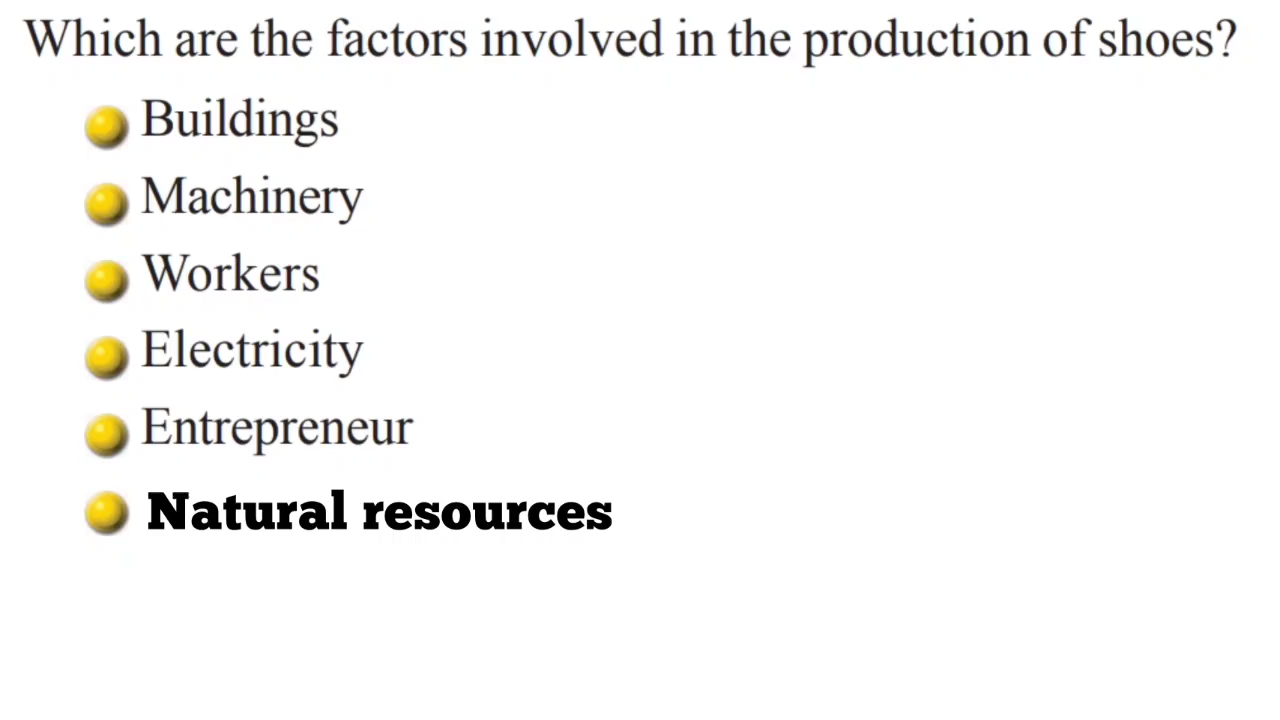 Which are the factors involved in the production of shoes?
Buildings
Machinery
Workers
Electricity
Entrepreneur
Natural resources